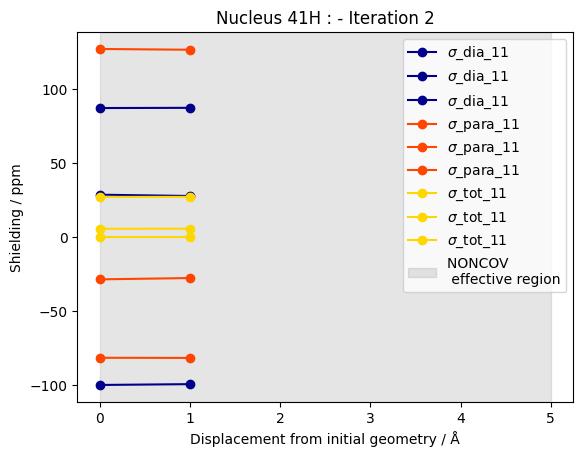 Nucleus 41H : - Iteration 2
σ_dia_11
σ_dia_11
σ_dia_11
σ_para_11
σ_para_11
σ_para_11
σ_tot_11
σ_tot_11
σ_tot_11
NONCOV
effective region
Shielding / ppm
100
50
0
−50
−100
0 1 2 3 4 5
Displacement from initial geometry / Å